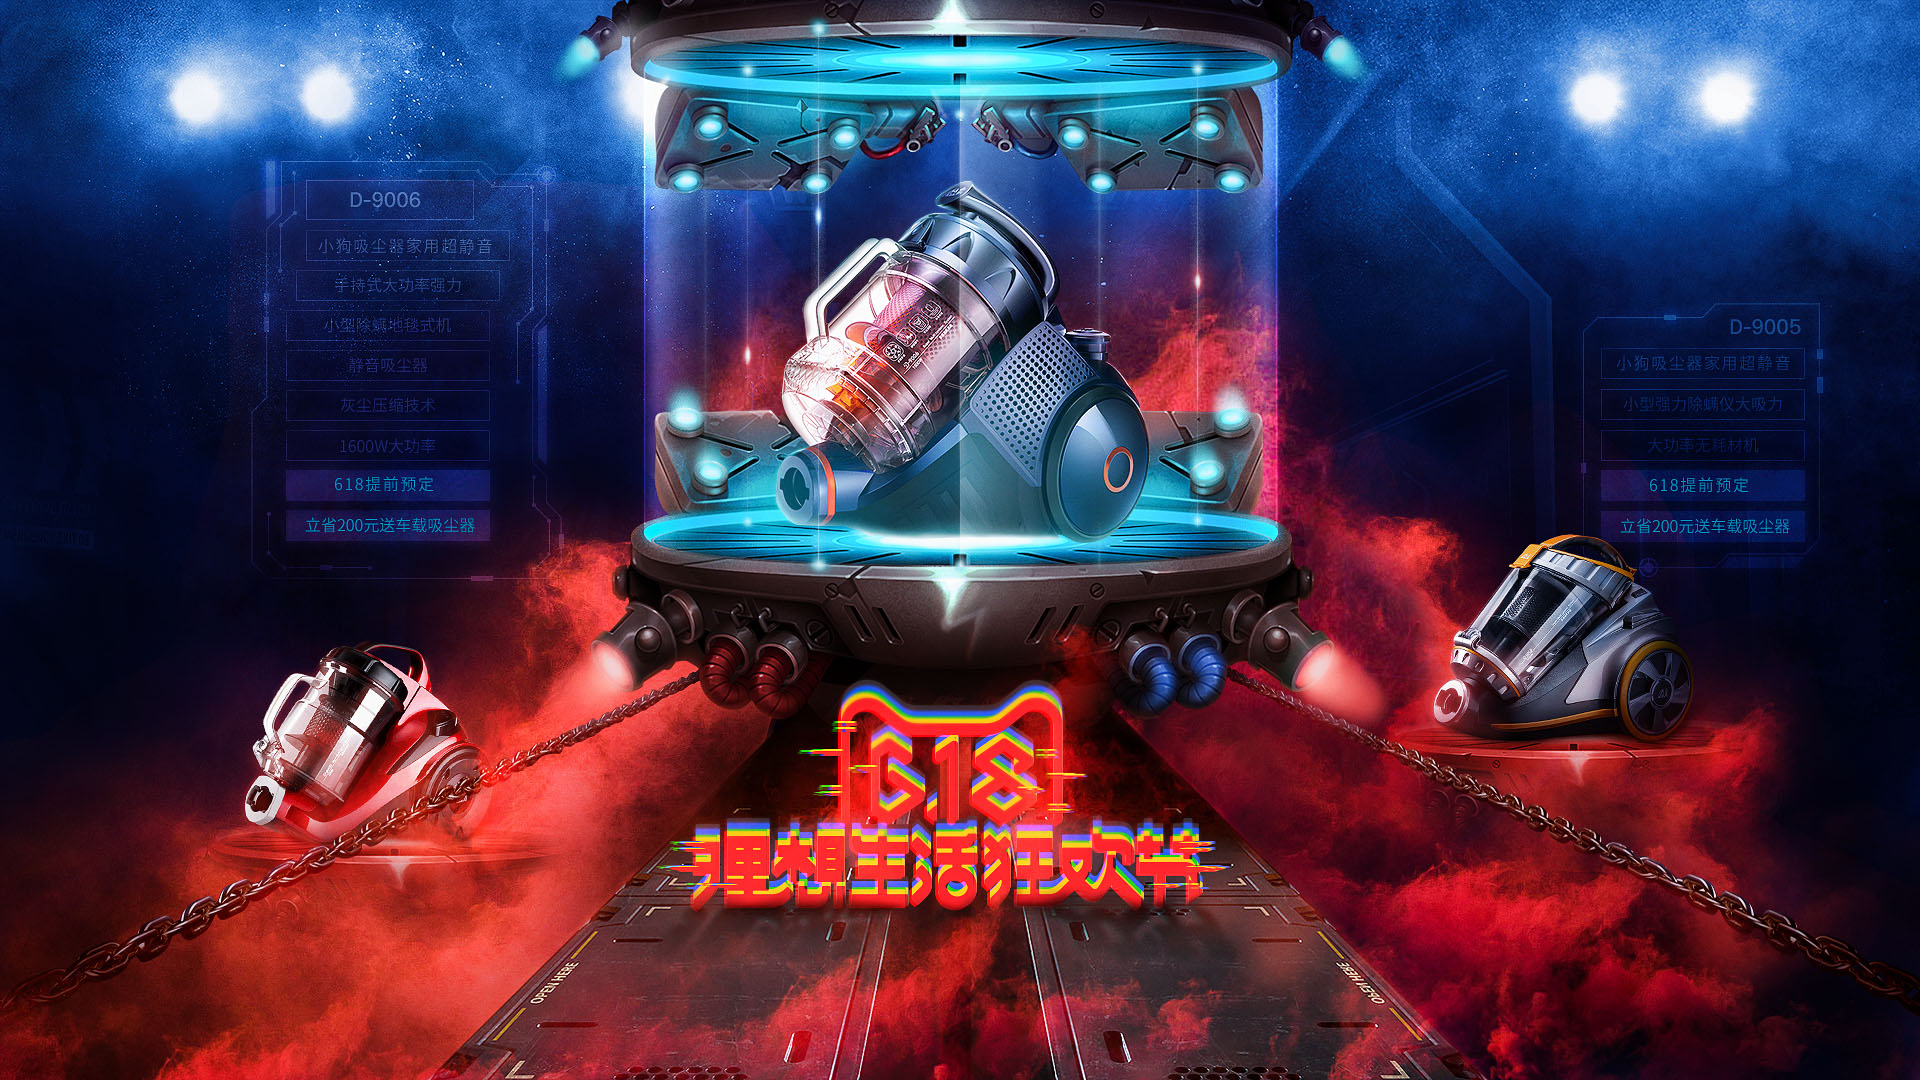 D-9006
小狗吸尘器家用超静音
手持式大功率强力
小型除螨地毯式机
静音吸尘器
灰尘压缩技术
1600W大功率
618提前预定
立省200元送车载吸尘器
D-9005
小狗吸尘器家用超静音
小型强力除螨仪大吸力
大功率无耗材机
618提前预定
立省200元送车载吸尘器
618
理想生活狂欢节
OPEN HERE
OPEN HERE